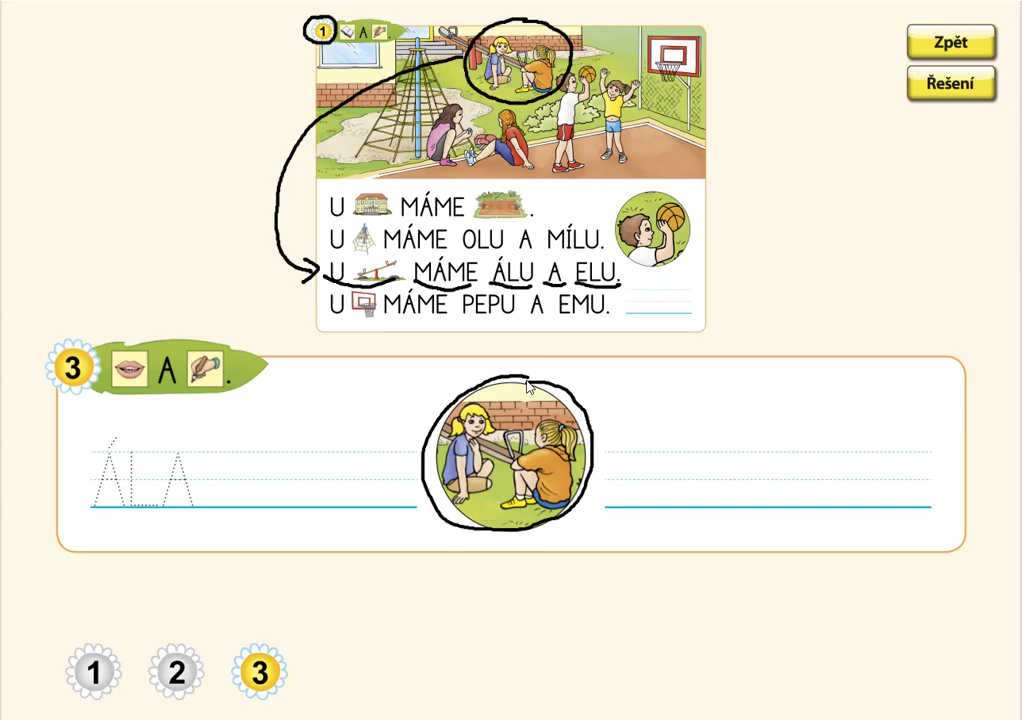 1 A .
Zpět
Řešení
U MÁME .
U MÁME OLU A MÍLU.
U MÁME ÁLU A ELU.
U MÁME PEPU A EMU.
3 A .
ÁLA
1 2 3